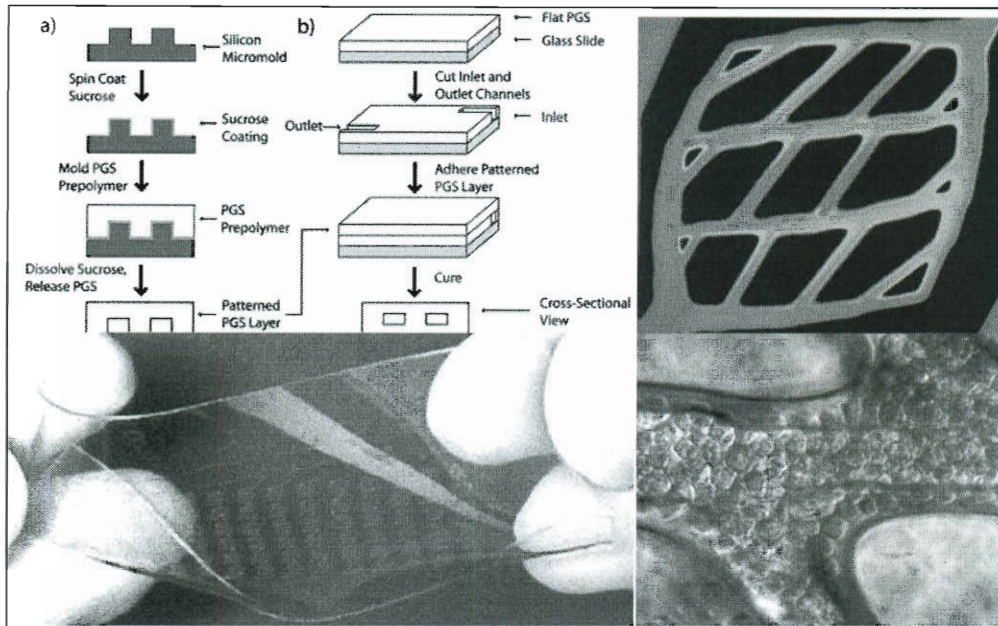 a)
Silicon
Micromold
Spin Coat
Sucrose
Sucrose
Coating
Mold PGS
Prepolymer
PGS
Prepolymer
Dissolve Sucrose,
Release PGS
Patterned
PGS Layer
b)
Flat PGS
Glass Slide
Cut Inlet and
Outlet Channels
Outlet
Inlet
Adhere Patterned
PGS Layer
Cure
Cross-Sectional
View